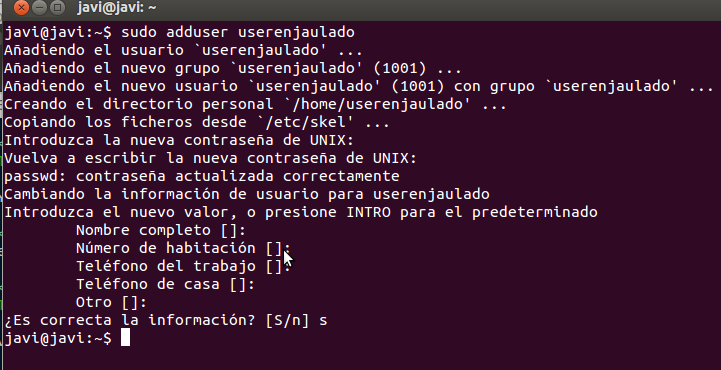 javi@javi: ~
javi@javi:~$ sudo adduser userenjaulado
Añadiendo el usuario `userenjaulado' ...
Añadiendo el nuevo grupo `userenjaulado' (1001) ...
Añadiendo el nuevo usuario `userenjaulado' (1001) con grupo `userenjaulado' ...
Creando el directorio personal `/home/userenjaulado' ...
Copiando los ficheros desde `/etc/skel' ...
Introduzca la nueva contraseña de UNIX:
Vuelva a escribir la nueva contraseña de UNIX:
passwd: contraseña actualizada correctamente
Cambiando la información de usuario para userenjaulado
Introduzca el nuevo valor, o presione INTRO para el predeterminado
Nombre completo []:
Número de habitación []:
Teléfono del trabajo []:
Teléfono de casa []:
Otro []:
¿Es correcta la información? [S/n] s
javi@javi:~$